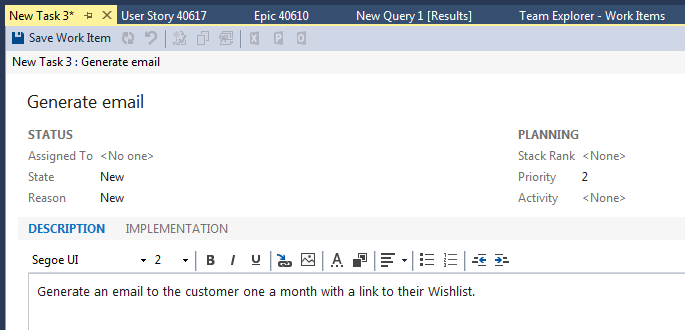 New Task 3* User Story 40617 Epic 40610 New Query 1 [Results] Team Explorer - Work Items
Save Work Item
New Task 3 : Generate email
Generate email
STATUS PLANNING
Assigned To <No one> Stack Rank <None>
State New Priority 2
Reason New Activity <None>
DESCRIPTION IMPLEMENTATION
Segoe UI 2 B I U A
Generate an email to the customer one a month with a link to their Wishlist.